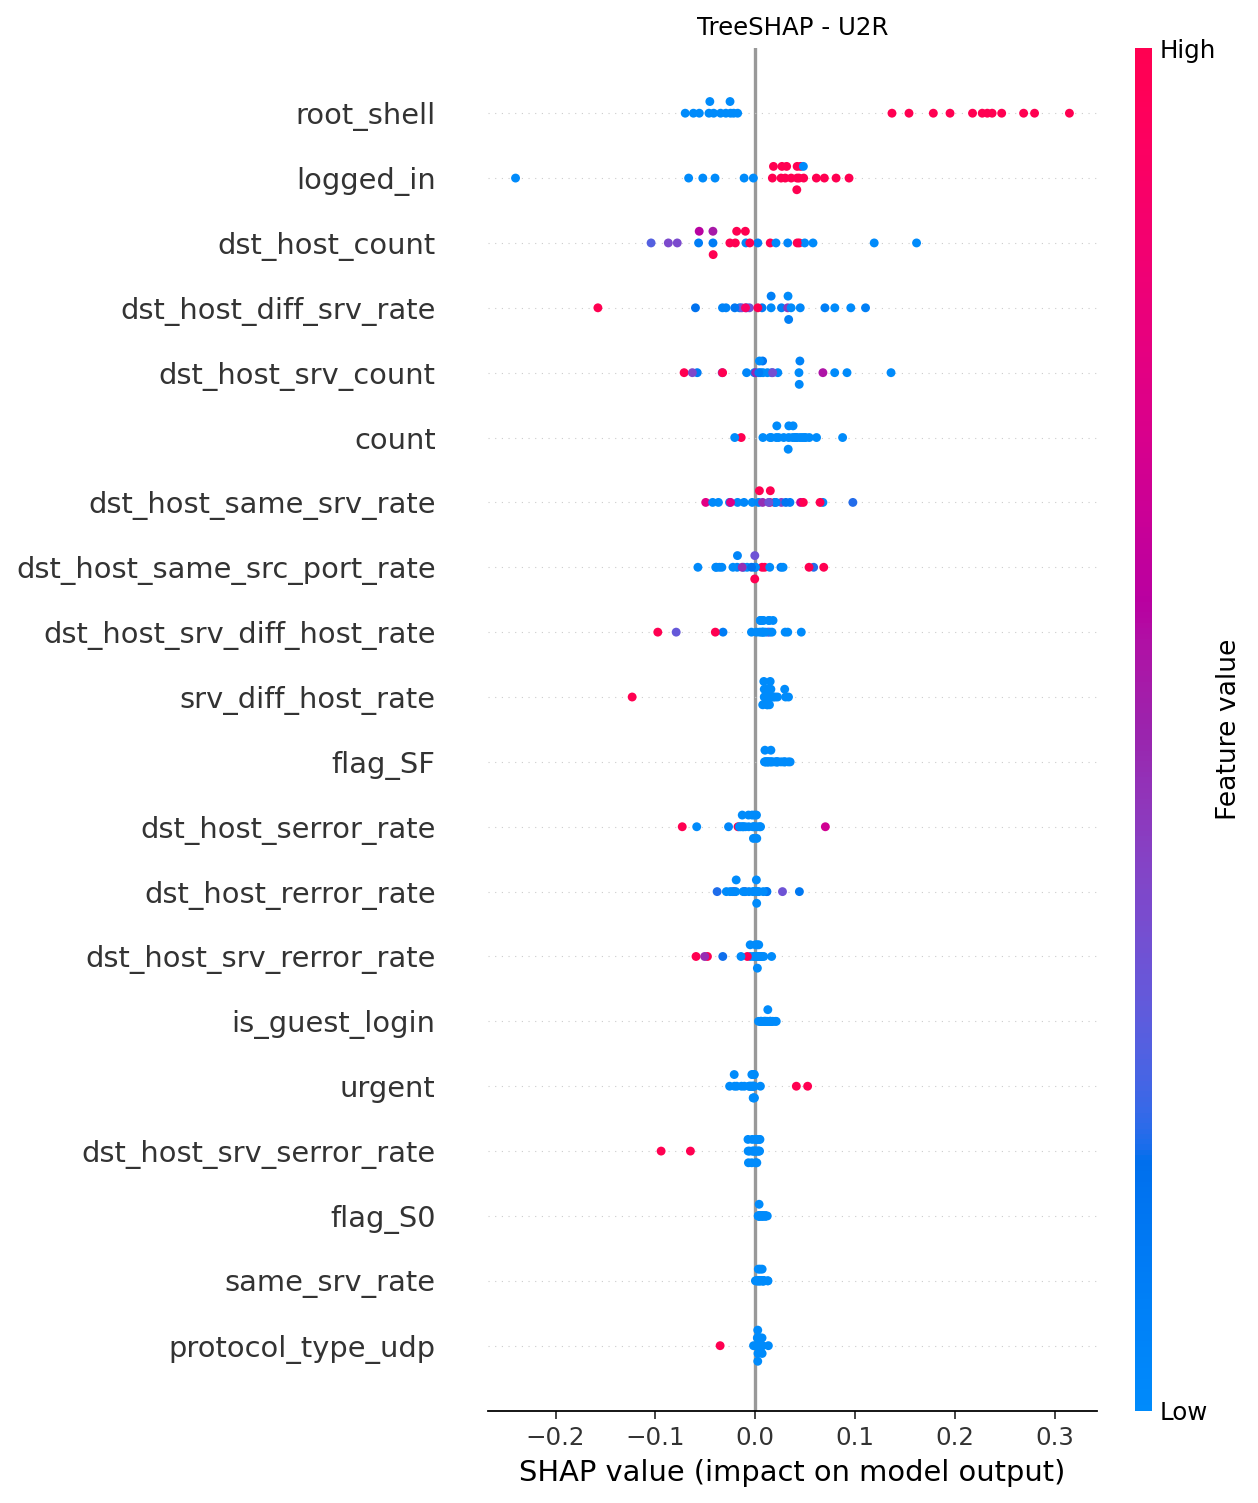 TreeSHAP - U2R
High
root_shell
logged_in
dst_host_count
dst_host_diff_srv_rate
dst_host_srv_count
count
dst_host_same_srv_rate
dst_host_same_src_port_rate
dst_host_srv_diff_host_rate
srv_diff_host_rate
flag_SF
dst_host_serror_rate
dst_host_rerror_rate
dst_host_srv_rerror_rate
is_guest_login
urgent
dst_host_srv_serror_rate
flag_S0
same_srv_rate
protocol_type_udp
Feature value
Low
−0.2 −0.1 0.0 0.1 0.2 0.3
SHAP value (impact on model output)